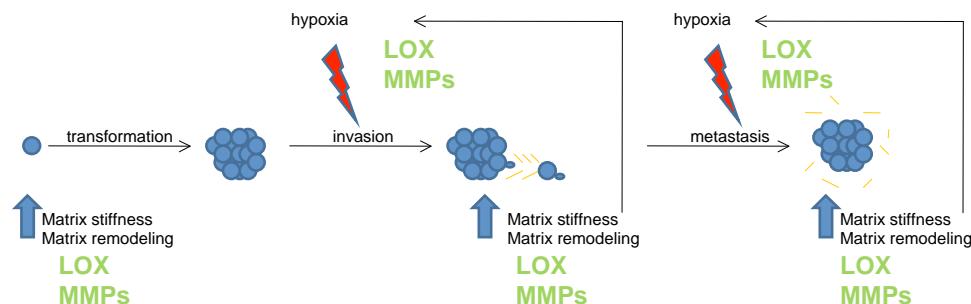 hypoxia
LOX
MMPs
hypoxia
LOX
MMPs
transformation
invasion
metastasis
Matrix stiffness
Matrix remodeling
LOX
MMPs
Matrix stiffness
Matrix remodeling
LOX
MMPs
Matrix stiffness
Matrix remodeling
LOX
MMPs